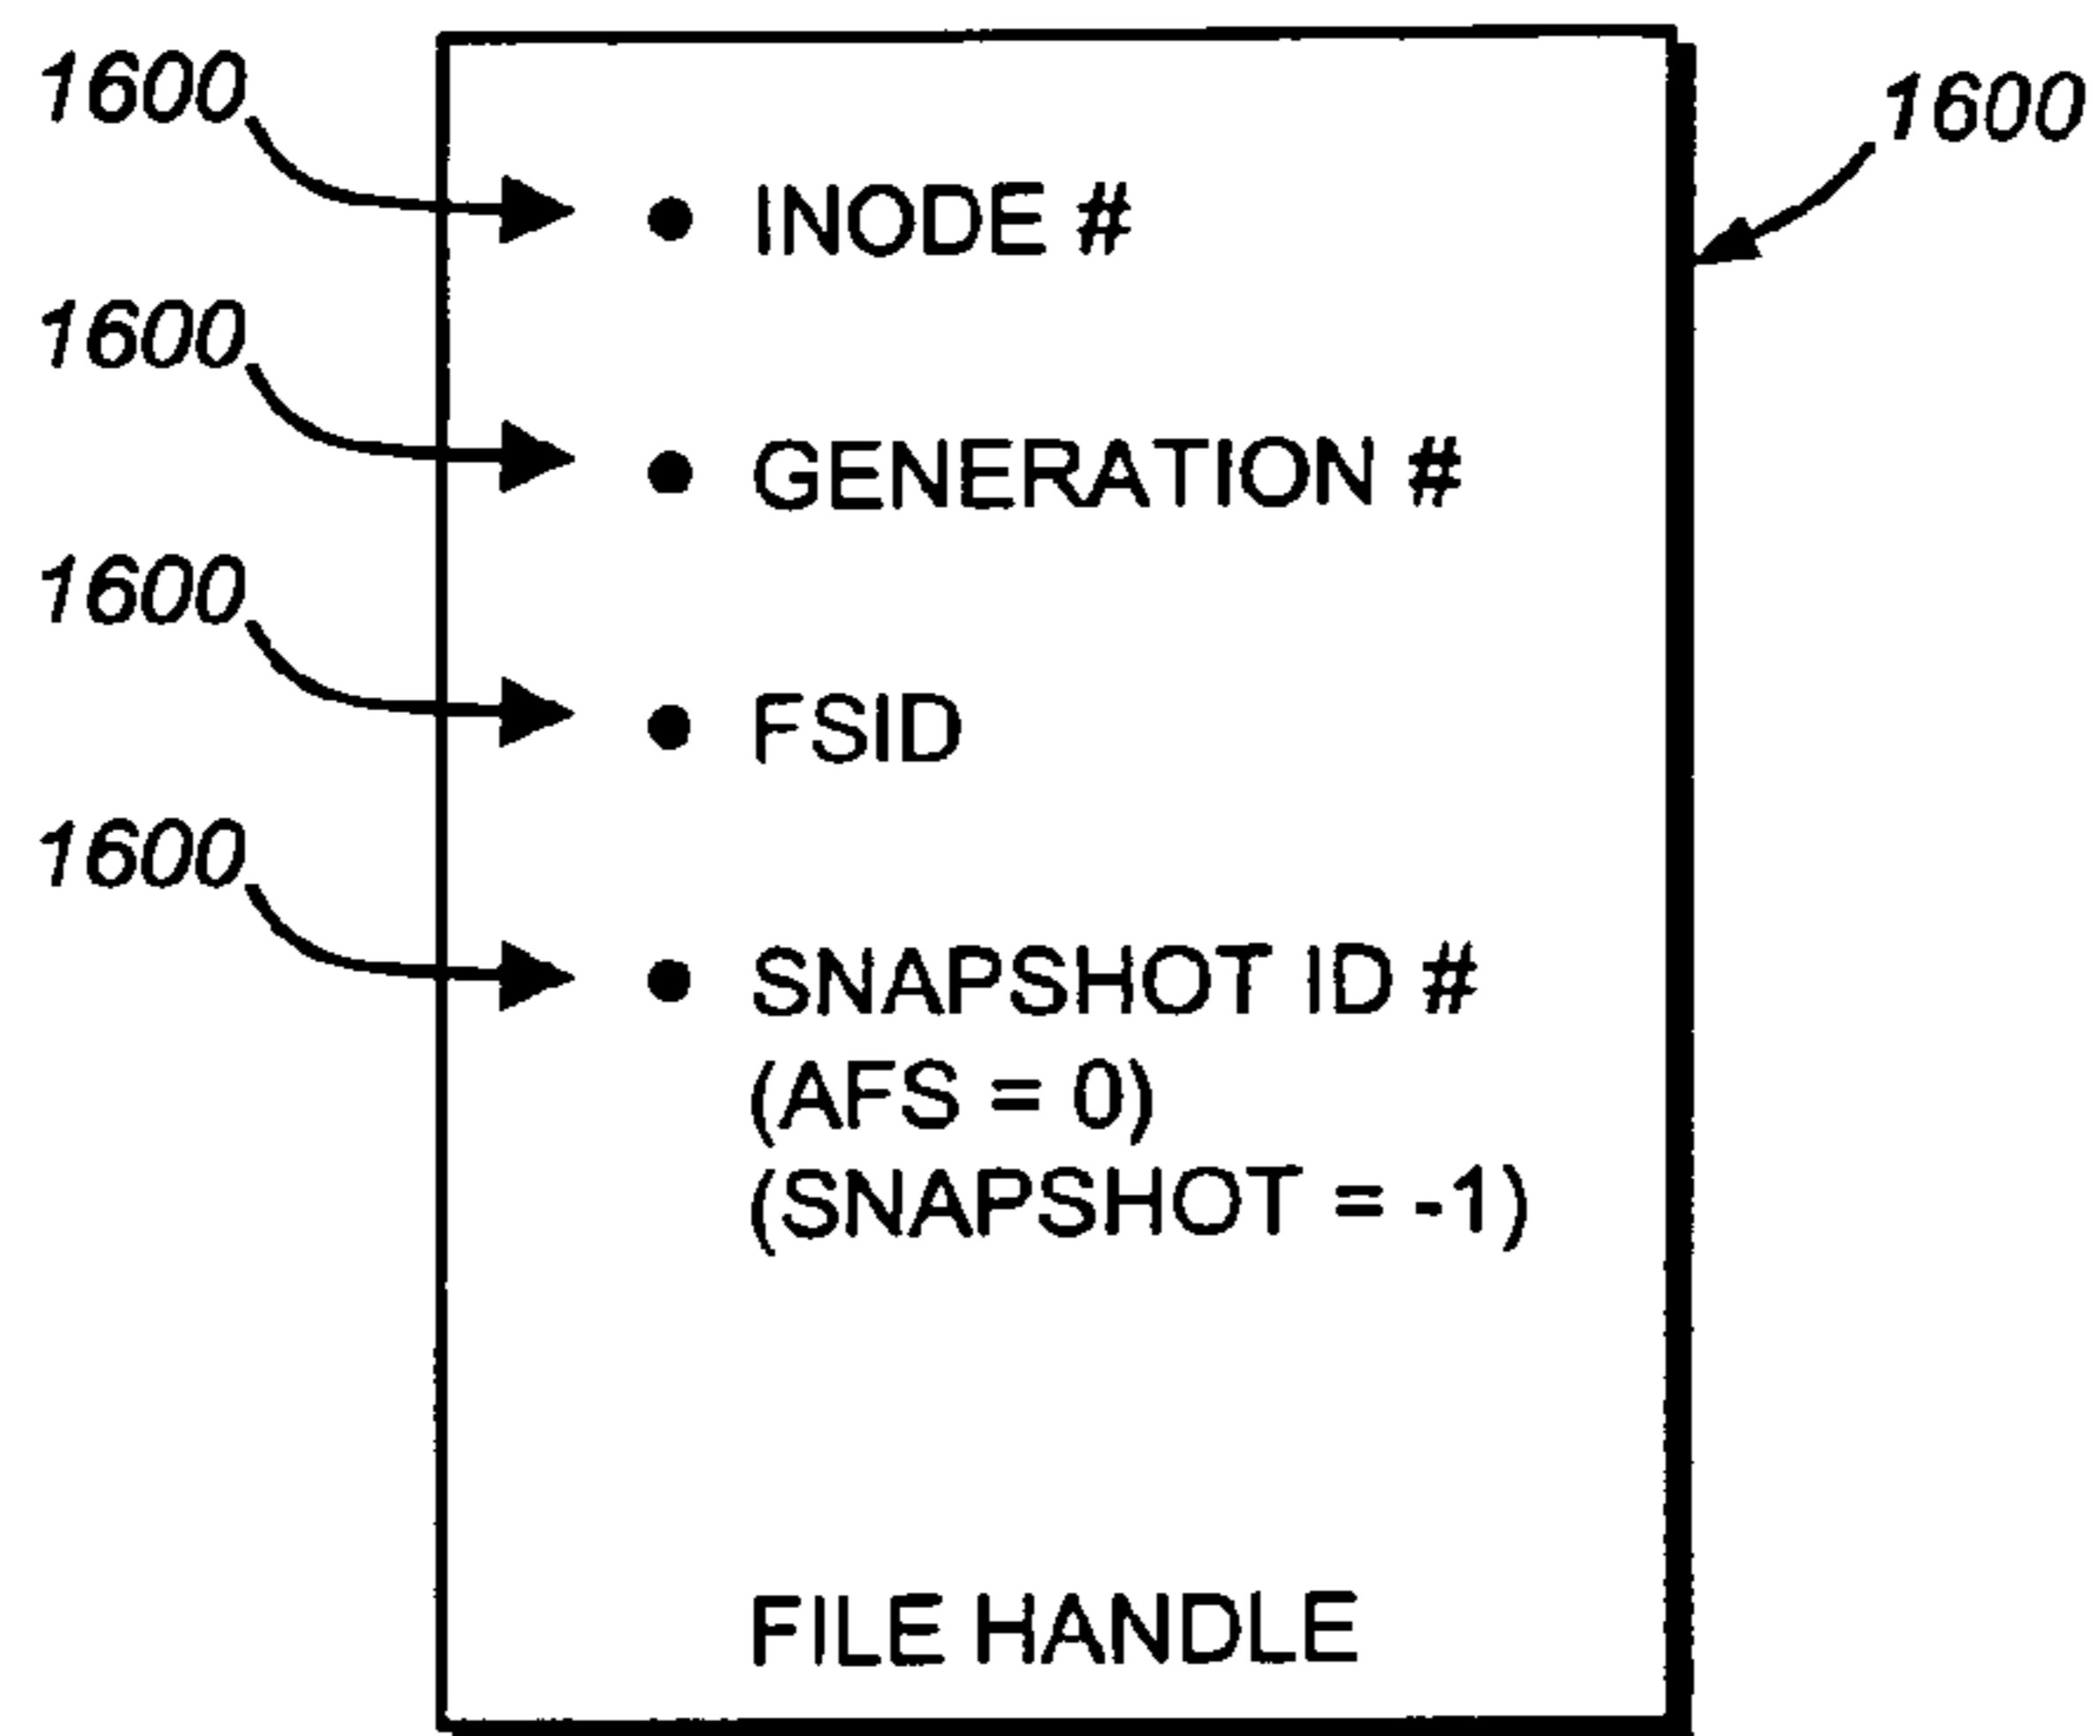 1600
1600
• INODE #
1600
• GENERATION #
1600
• FSID
1600
• SNAPSHOT ID #
(AFS = 0)
(SNAPSHOT = -1)
FILE HANDLE